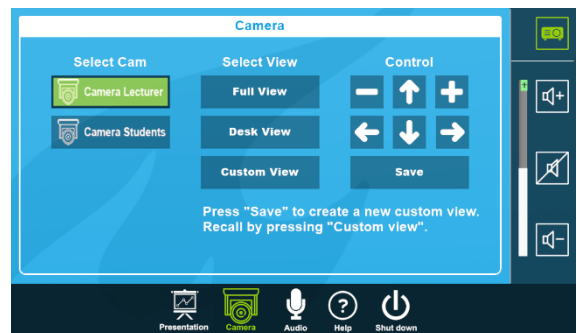 Camera
Select Cam
Select View
Control
Camera Lecturer
Full View
Camera Students
Desk View
Custom View
Save
Press "Save" to create a new custom view.
Recall by pressing "Custom view".
Presentation
Camera
Audio
?
Help
Shut down